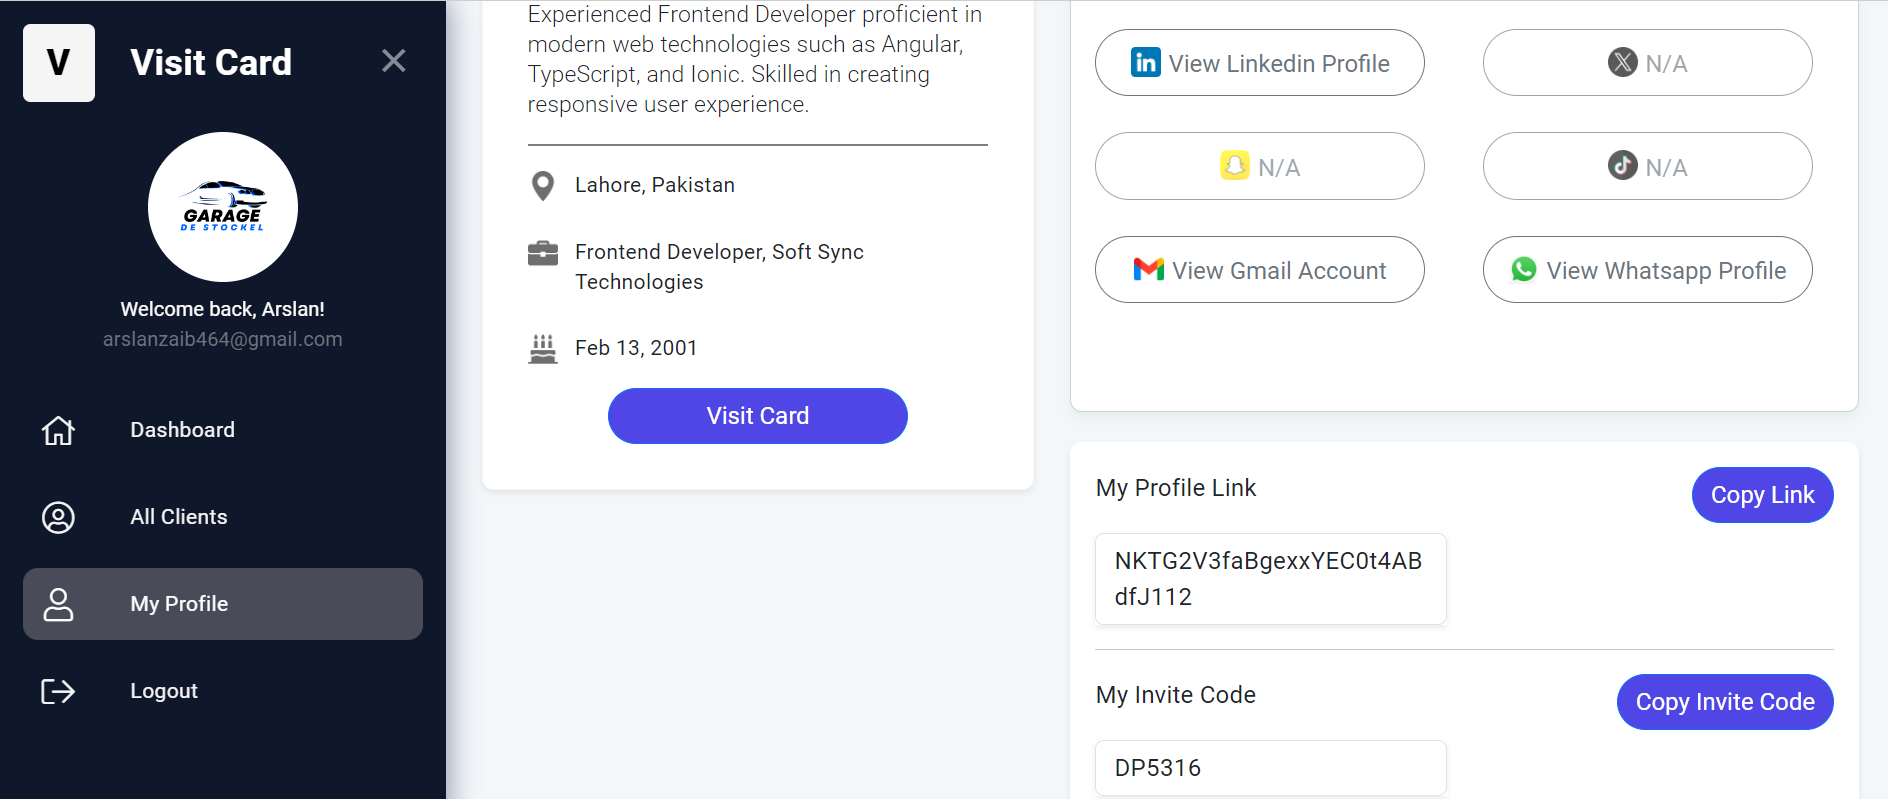 V
Visit Card
GARAGE
DE STOCKEL
Welcome back, Arslan!
arslanzaib464@gmail.com
Dashboard
All Clients
My Profile
Logout
Experienced Frontend Developer proficient in
modern web technologies such as Angular,
TypeScript, and Ionic. Skilled in creating
responsive user experience.
Lahore, Pakistan
Frontend Developer, Soft Sync
Technologies
Feb 13, 2001
Visit Card
in View Linkedin Profile
X N/A
N/A
N/A
View Gmail Account
View Whatsapp Profile
My Profile Link
Copy Link
NKTG2V3faBgexxYEC0t4AB
dfJ112
My Invite Code
Copy Invite Code
DP5316